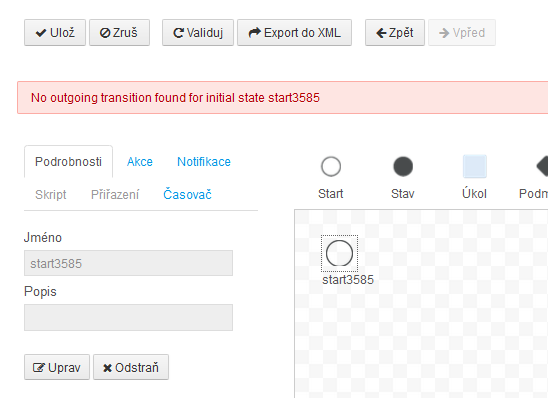 Ulož Zruš Validuj Export do XML Zpět Vpřed
No outgoing transition found for initial state start3585
Podrobnosti Akce Notifikace
Skript Přiřazení Časovač
Start Stav Úkol Podm
Jméno
start3585
Popis
Uprav Odstraň
start3585